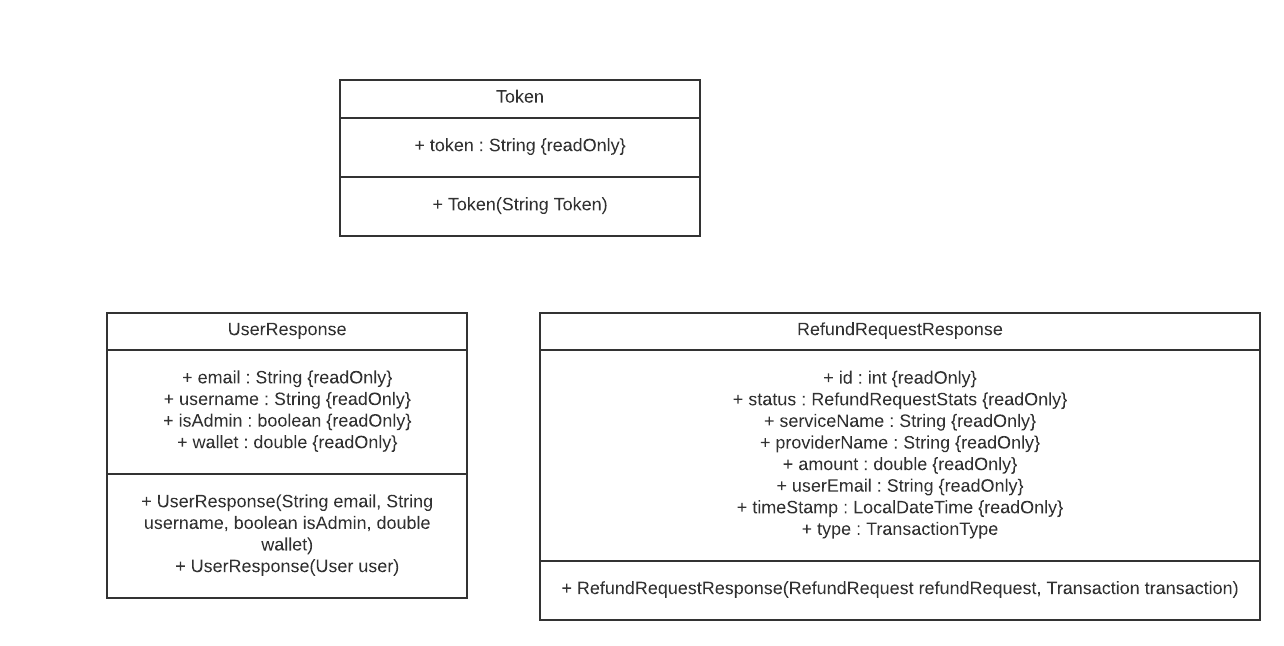 Token
+ token : String {readOnly}
+ Token(String Token)
UserResponse
+ email : String {readOnly}
+ username : String {readOnly}
+ isAdmin : boolean {readOnly}
+ wallet : double {readOnly}
+ UserResponse(String email, String
username, boolean isAdmin, double
wallet)
+ UserResponse(User user)
RefundRequestResponse
+ id : int {readOnly}
+ status : RefundRequestStats {readOnly}
+ serviceName : String {readOnly}
+ providerName : String {readOnly}
+ amount : double {readOnly}
+ userEmail : String {readOnly}
+ timeStamp : LocalDateTime {readOnly}
+ type : TransactionType
+ RefundRequestResponse(RefundRequest refundRequest, Transaction transaction)